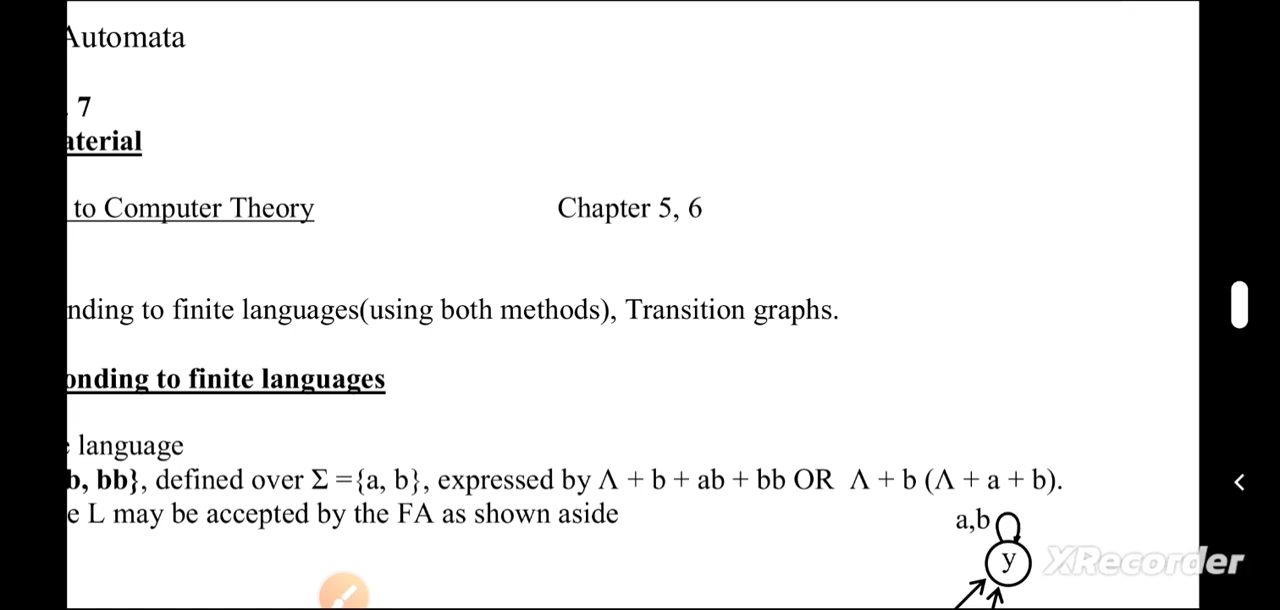 Automata
. 7
aterial
to Computer Theory Chapter 5, 6
nding to finite languages(using both methods), Transition graphs.
onding to finite languages
language
b, bb}, defined over Σ ={a, b}, expressed by Λ + b + ab + bb OR Λ + b (Λ + a + b).
e L may be accepted by the FA as shown aside
a,b
y
XRecorder